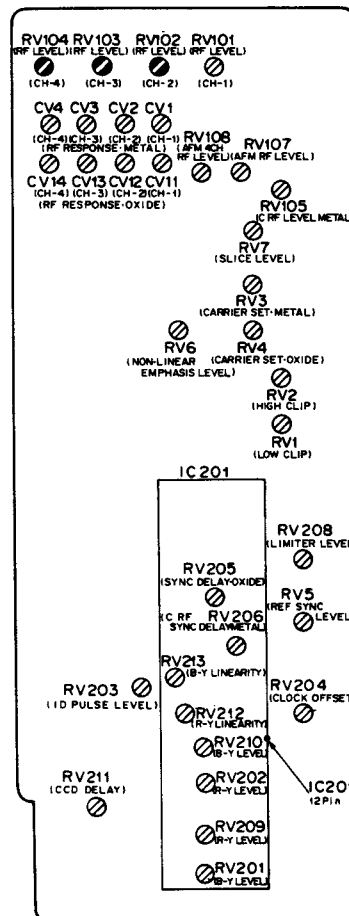 RV104 RV103 RV102 RV101
(RF LEVEL) (RF LEVEL) (RF LEVEL) (RF LEVEL)
(CH-4) (CH-3) (CH-2) (CH-1)
CV4 CV3 CV2 CV1
(CH-4) (CH-3) (CH-2) (CH-1)
(RF RESPONSE·METAL)
RV108
(AFM 4CH
RF LEVEL)
RV107
(AFM RF LEVEL)
CV14 CV13 CV12 CV11
(CH-4) (CH-3) (CH-2) (CH-1)
(RF RESPONSE·OXIDE)
RV105
(C RF LEVEL METAL)
RV7
(SLICE LEVEL)
RV3
(CARRIER SET·METAL)
RV6
(NON-LINEAR
EMPHASIS LEVEL)
RV4
(CARRIER SET·OXIDE)
RV2
(HIGH CLIP)
RV1
(LOW CLIP)
IC201
RV208
(LIMITER LEVEL)
RV205
(SYNC DELAY·OXIDE)
RV5
(REF SYNC
LEVEL)
(C RF RV206
SYNC DELAY METAL)
RV213
(B-Y LINEARITY)
RV203
(ID PULSE LEVEL)
RV204
(CLOCK OFFSET)
RV212
(R-Y LINEARITY)
RV210
(B-Y LEVEL)
RV211
(CCD DELAY)
RV202
(R-Y LEVEL)
IC201
12Pin
RV209
(R-Y LEVEL)
RV201
(B-Y LEVEL)